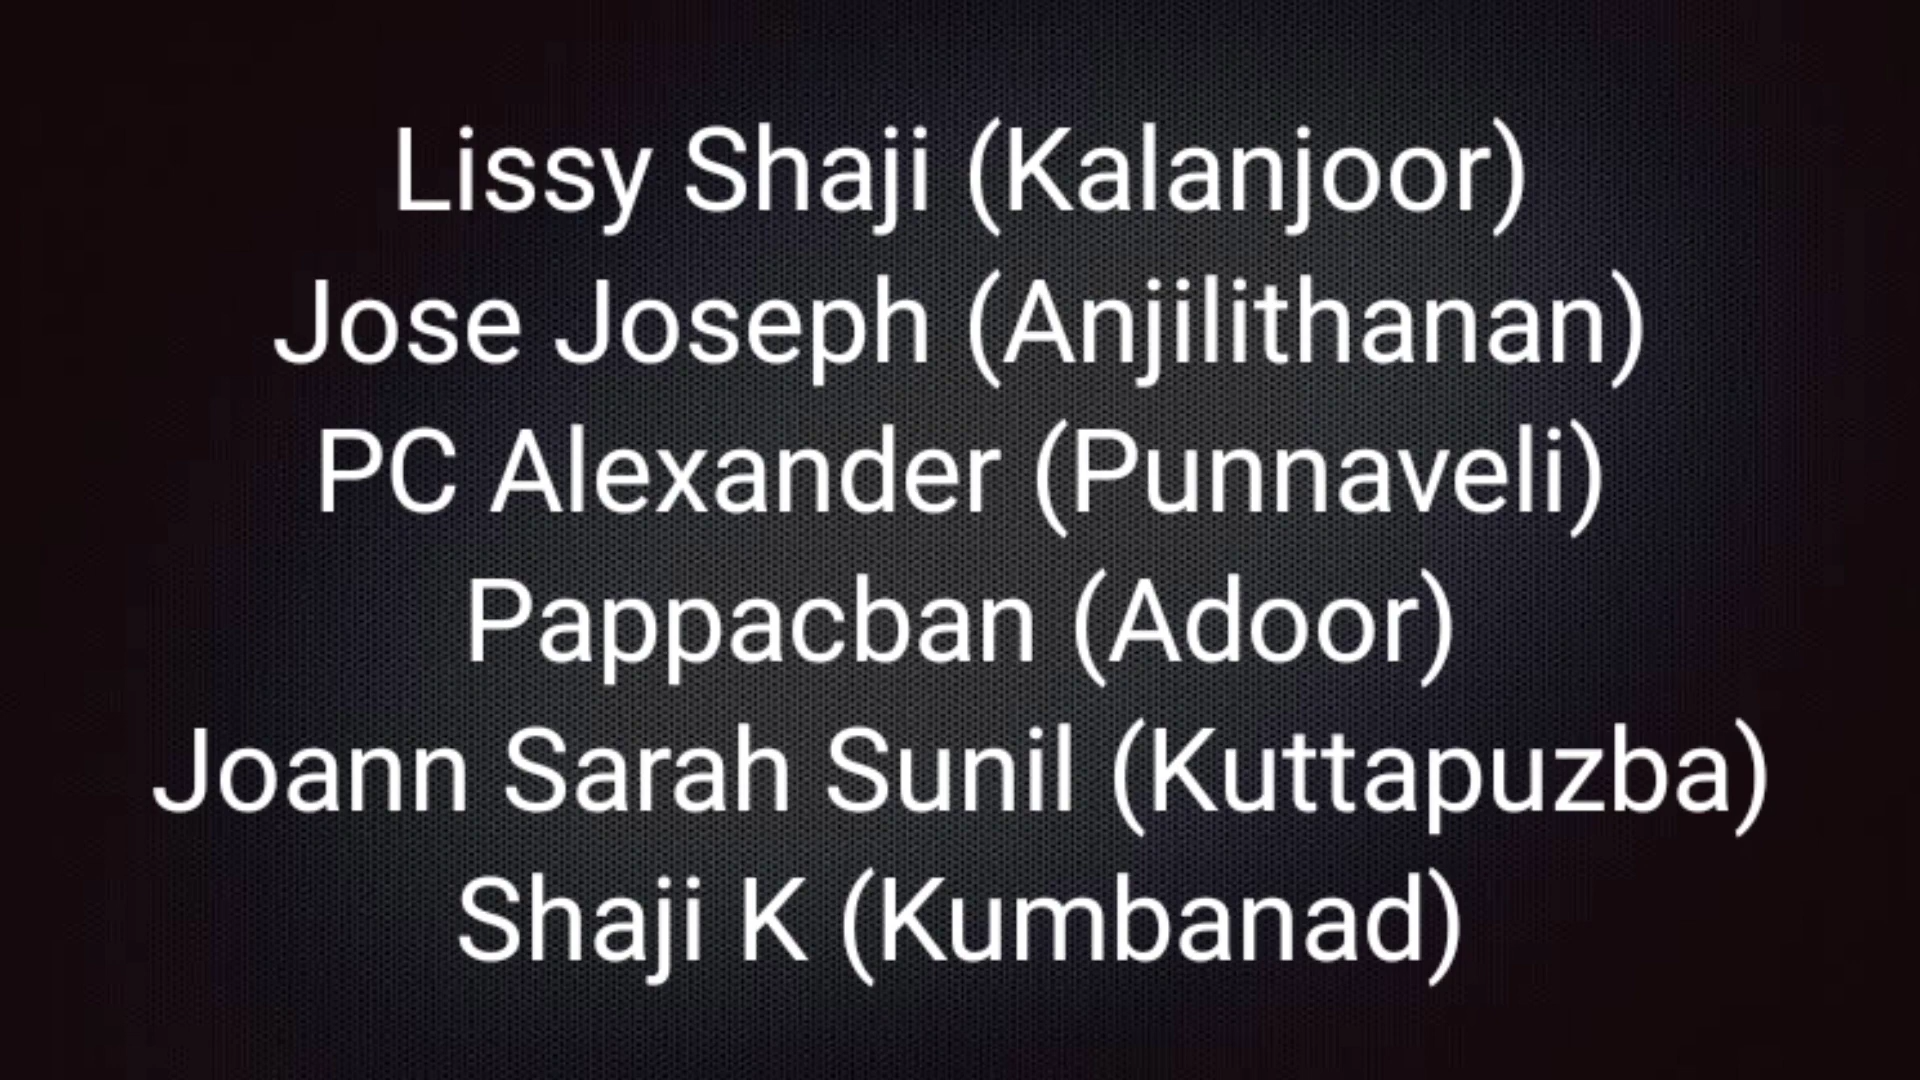 Lissy Shaji (Kalanjoor)
Jose Joseph (Anjilithanan)
PC Alexander (Punnaveli)
Pappacban (Adoor)
Joann Sarah Sunil (Kuttapuzba)
Shaji K (Kumbanad)